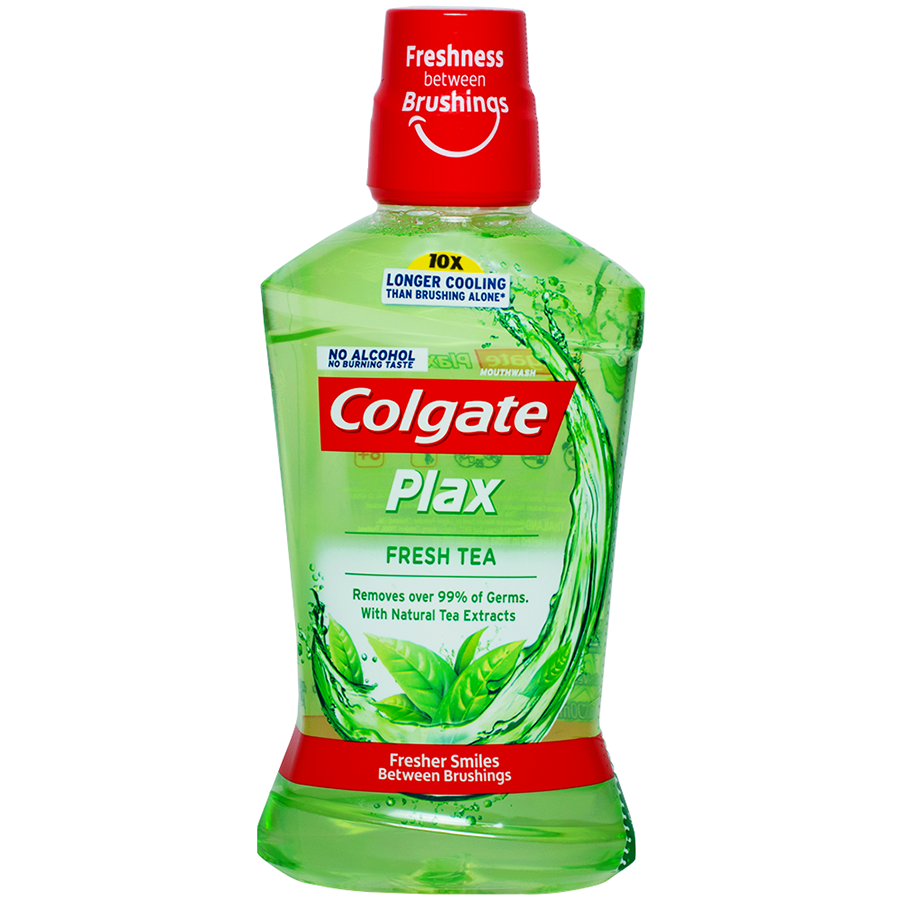 Freshness
between
Brushings
10X
LONGER COOLING
THAN BRUSHING ALONE*
NO ALCOHOL
NO BURNING TASTE
MOUTHWASH
Colgate
Plax
FRESH TEA
Removes over 99% of Germs.
With Natural Tea Extracts
Fresher Smiles
Between Brushings